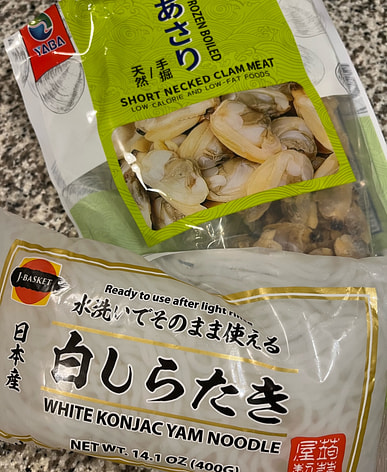 YABA
FROZEN BOILED
あさり
天然/手掘
SHORT NECKED CLAM MEAT
LOW-CALORIE AND LOW-FAT FOODS
J-BASKET
Ready to use after light
水洗いでそのまま使える
日本産
白しらたき
WHITE KONJAC YAM NOODLE
NET WT. 14.1 OZ (400G)